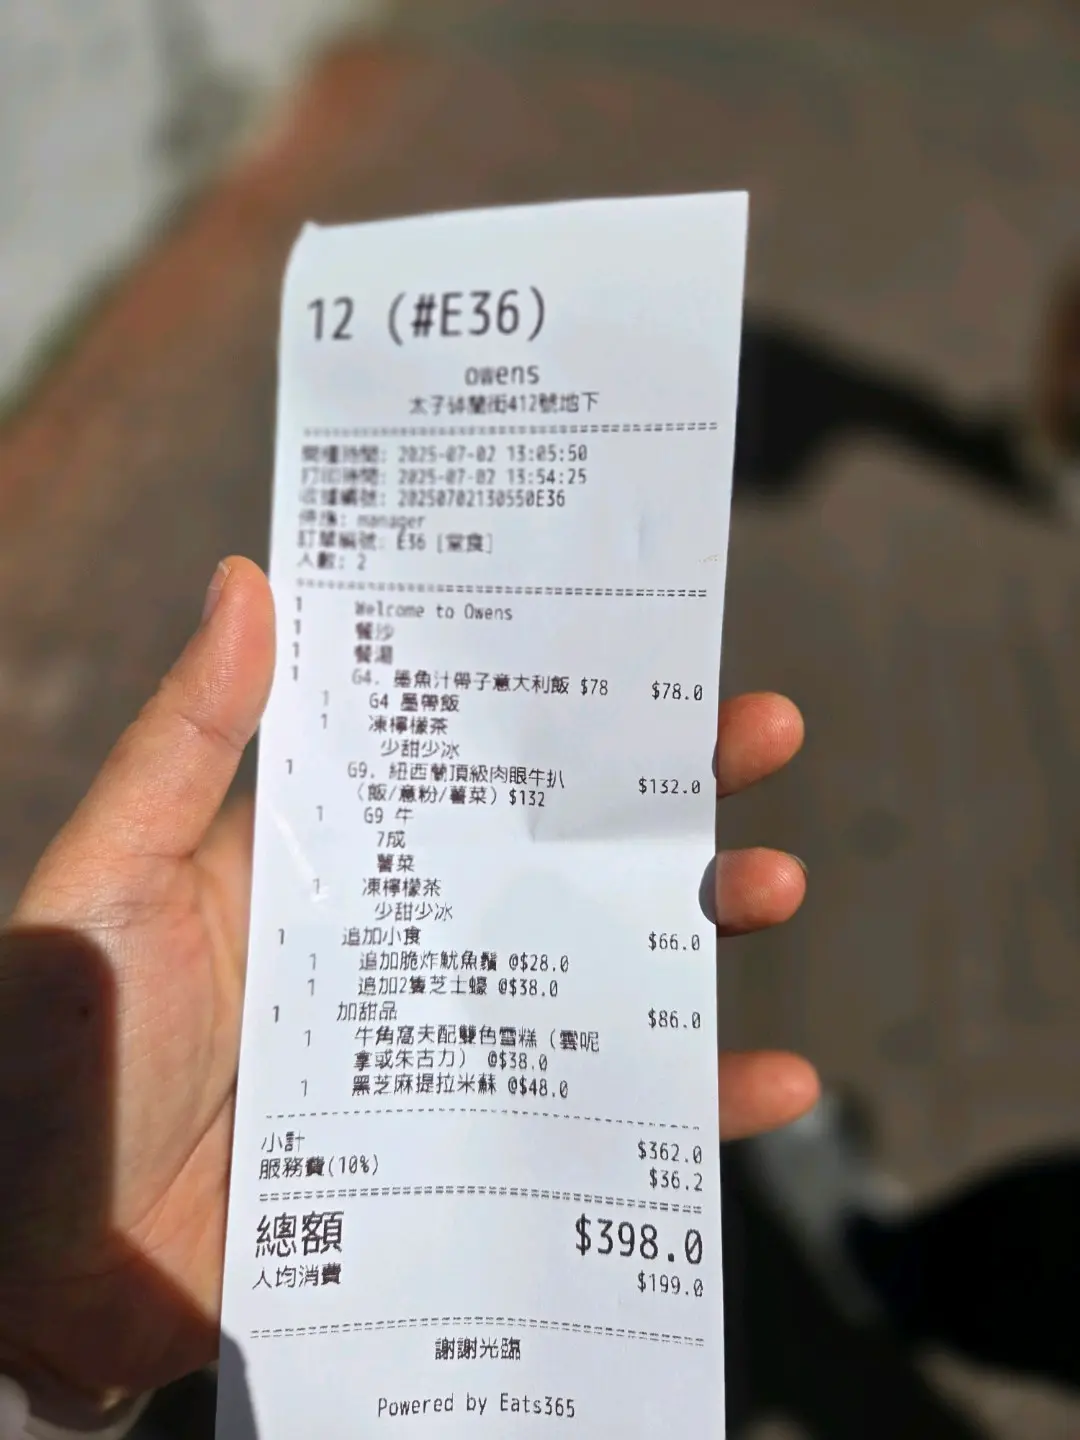 12 (#E36)
owens
太子砵蘭街412號地下
開檯時間: 2025-07-02 13:05:50
打印時間: 2025-07-02 13:54:25
收據編號: 20250702130550E36
侍應: manager
訂單編號: E36 [堂食]
人數: 2
1 Welcome to Owens
1 餐沙
1 餐湯
1 G4. 墨魚汁帶子意大利飯 $78 $78.0
1 G4 墨帶飯
1 凍檸檬茶
少甜少冰
1 G9. 紐西蘭頂級肉眼牛扒
(飯/意粉/薯菜) $132 $132.0
1 G9 牛
7成
薯菜
1 凍檸檬茶
少甜少冰
1 追加小食 $66.0
1 追加脆炸魷魚鬚 @$28.0
1 追加2隻芝士蠔 @$38.0
1 加甜品 $86.0
1 牛角窩夫配雙色雪糕 (雲呢
拿或朱古力) @$38.0
1 黑芝麻提拉米蘇 @$48.0
小計 $362.0
服務費(10%) $36.2
總額 $398.0
人均消費 $199.0
謝謝光臨
Powered by Eats365